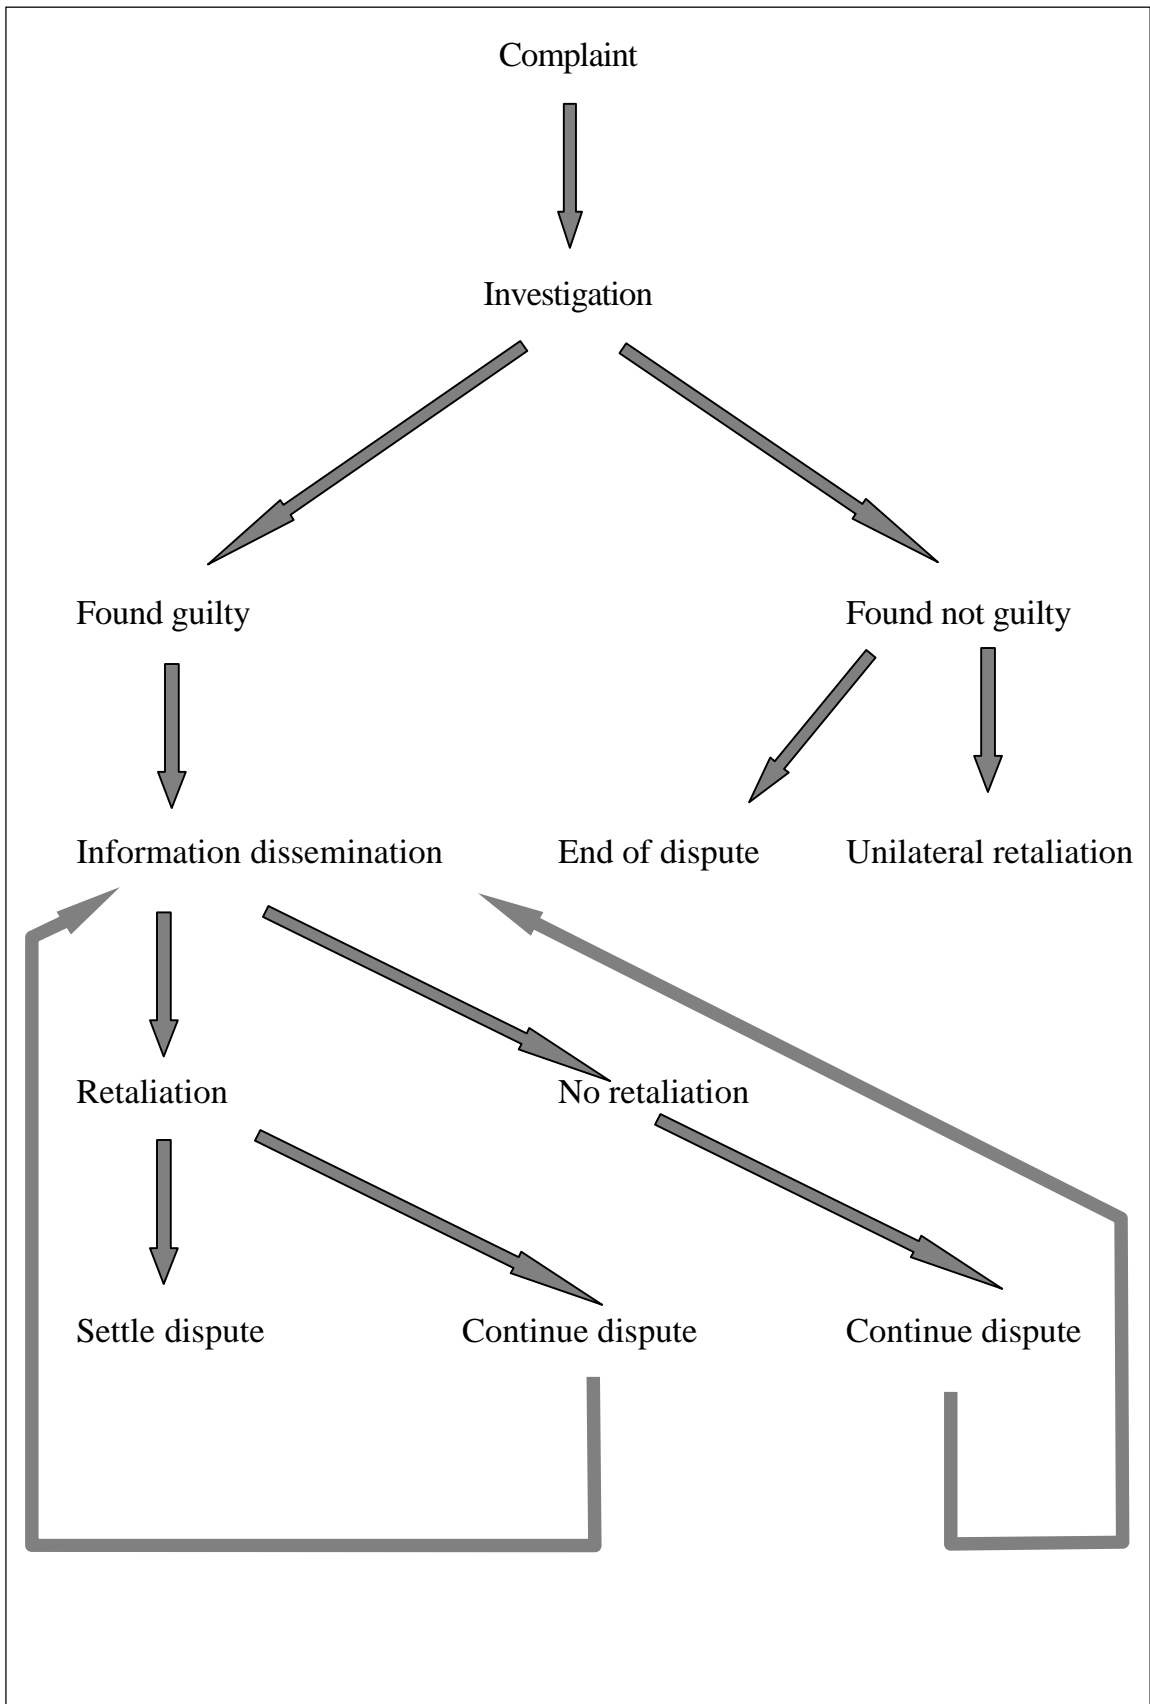 Complaint
Investigation
Found guilty
Found not guilty
Information dissemination
End of dispute
Unilateral retaliation
Retaliation
No retaliation
Settle dispute
Continue dispute
Continue dispute